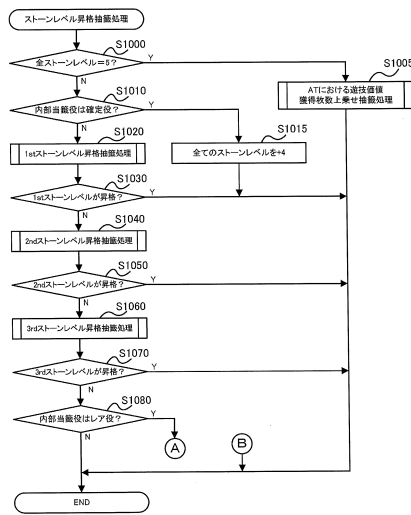 ストーンレベル昇格抽籤処理
S1000
全ストーンレベル=5?
Y
N
S1005
ATにおける遊技価値
獲得枚数上乗せ抽籤処理
S1010
内部当籤役は確定役?
Y
N
S1015
全てのストーンレベルを+4
S1020
1stストーンレベル昇格抽籤処理
S1030
1stストーンレベルが昇格?
Y
N
S1040
2ndストーンレベル昇格抽籤処理
S1050
2ndストーンレベルが昇格?
Y
N
S1060
3rdストーンレベル昇格抽籤処理
S1070
3rdストーンレベルが昇格?
Y
N
S1080
内部当籤役はレア役?
Y
N
A
B
END